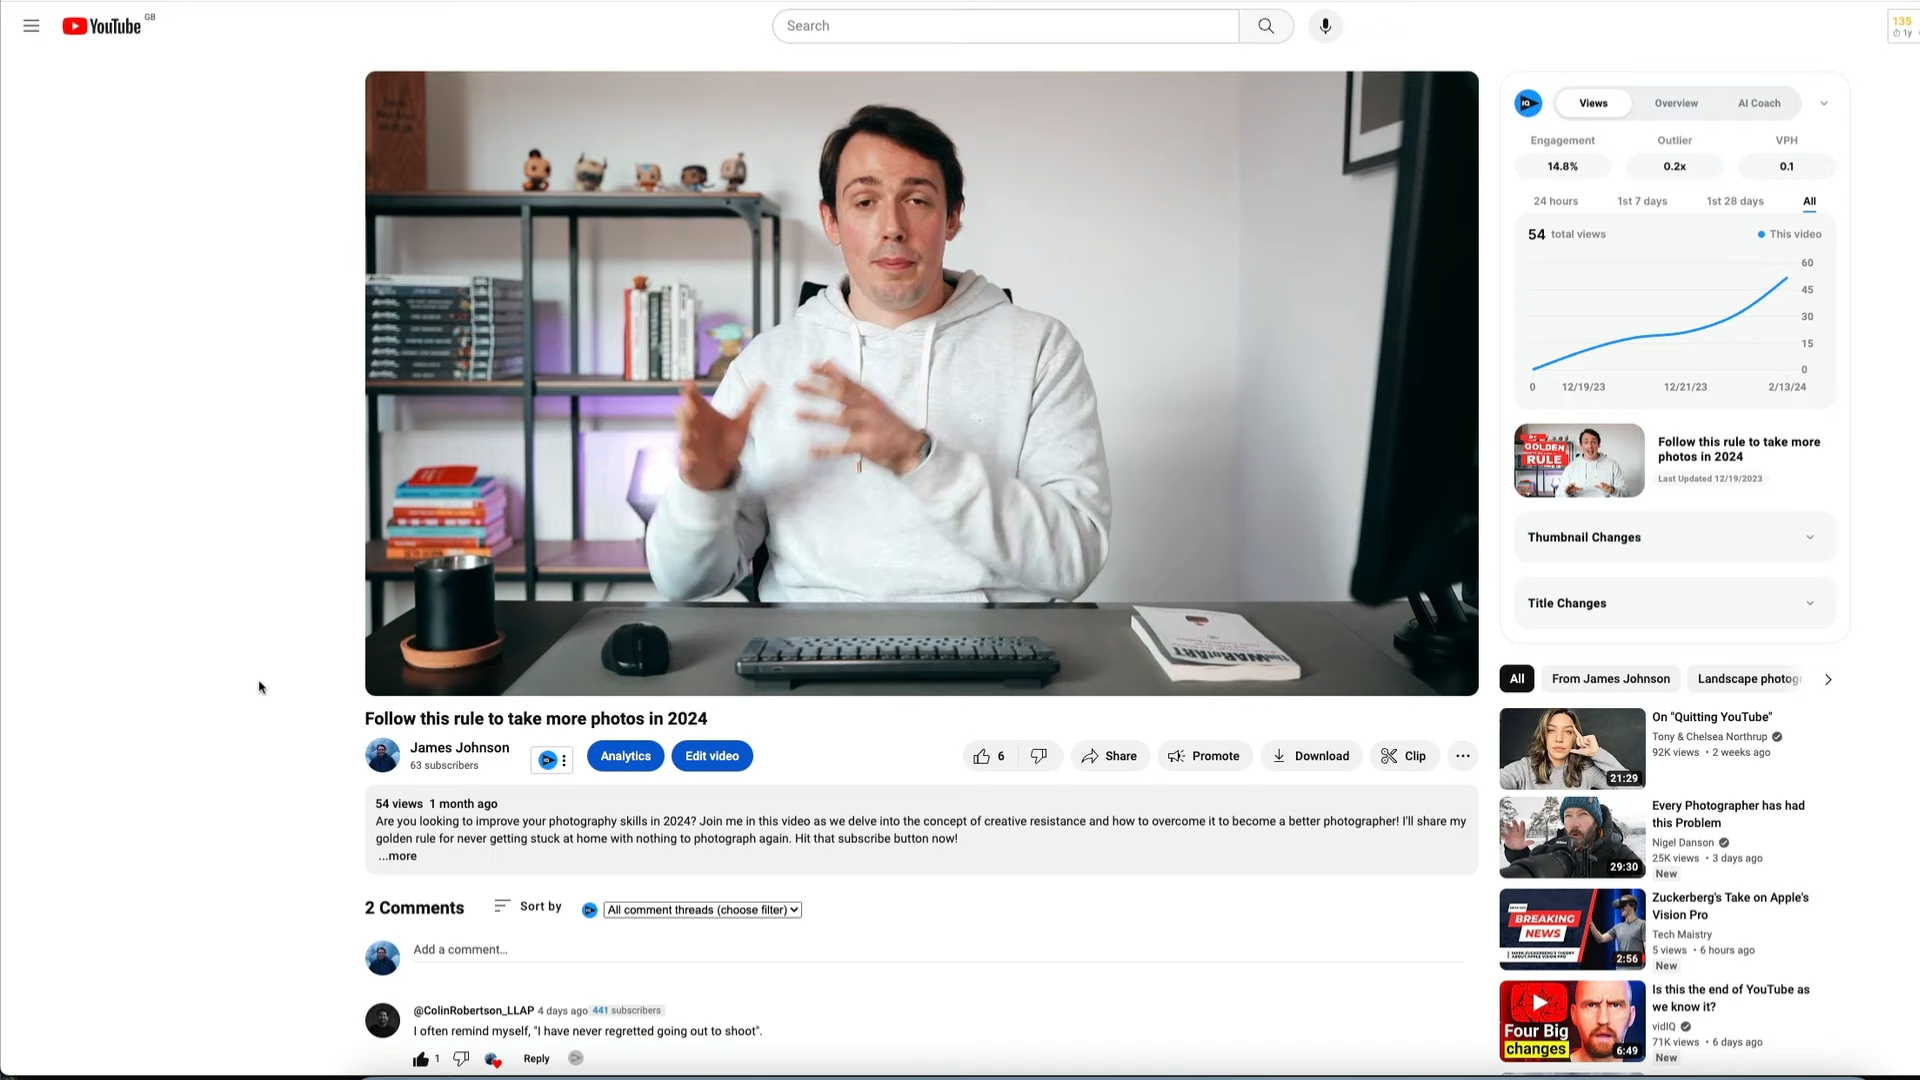 YouTube GB
Search
135
1y
Views
Overview
AI Coach
Engagement
Outlier
VPH
14.8%
0.2x
0.1
24 hours
1st 7 days
1st 28 days
All
54 total views
This video
60
45
30
15
0
0
12/19/23
12/21/23
2/13/24
GOLDEN
RULE
Follow this rule to take more
photos in 2024
Last Updated 12/19/2023
Thumbnail Changes
Title Changes
Follow this rule to take more photos in 2024
James Johnson
63 subscribers
Analytics
Edit video
6
Share
Promote
Download
Clip
54 views 1 month ago
Are you looking to improve your photography skills in 2024? Join me in this video as we delve into the concept of creative resistance and how to overcome it to become a better photographer! I'll share my
golden rule for never getting stuck at home with nothing to photograph again. Hit that subscribe button now!
...more
2 Comments
Sort by
All comment threads (choose filter)
Add a comment...
@ColinRobertson_LLAP 4 days ago 441 subscribers
I often remind myself, "I have never regretted going out to shoot".
1
Reply
All
From James Johnson
Landscape photogr
21:29
On "Quitting YouTube"
Tony & Chelsea Northrup
92K views • 2 weeks ago
29:30
Every Photographer has had
this Problem
Nigel Danson
25K views • 3 days ago
New
BREAKING
NEWS
2:56
Zuckerberg's Take on Apple's
Vision Pro
Tech Maistry
5 views • 6 hours ago
New
Four Big
changes
6:49
Is this the end of YouTube as
we know it?
vidIQ
71K views • 6 days ago
New